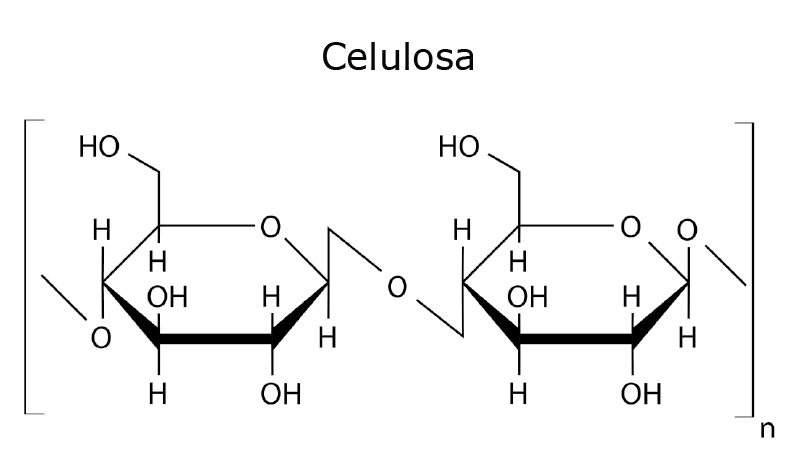 Celulosa
HO HO
H O H O O
H H
OH H O OH H
O H H
H OH H OH
n